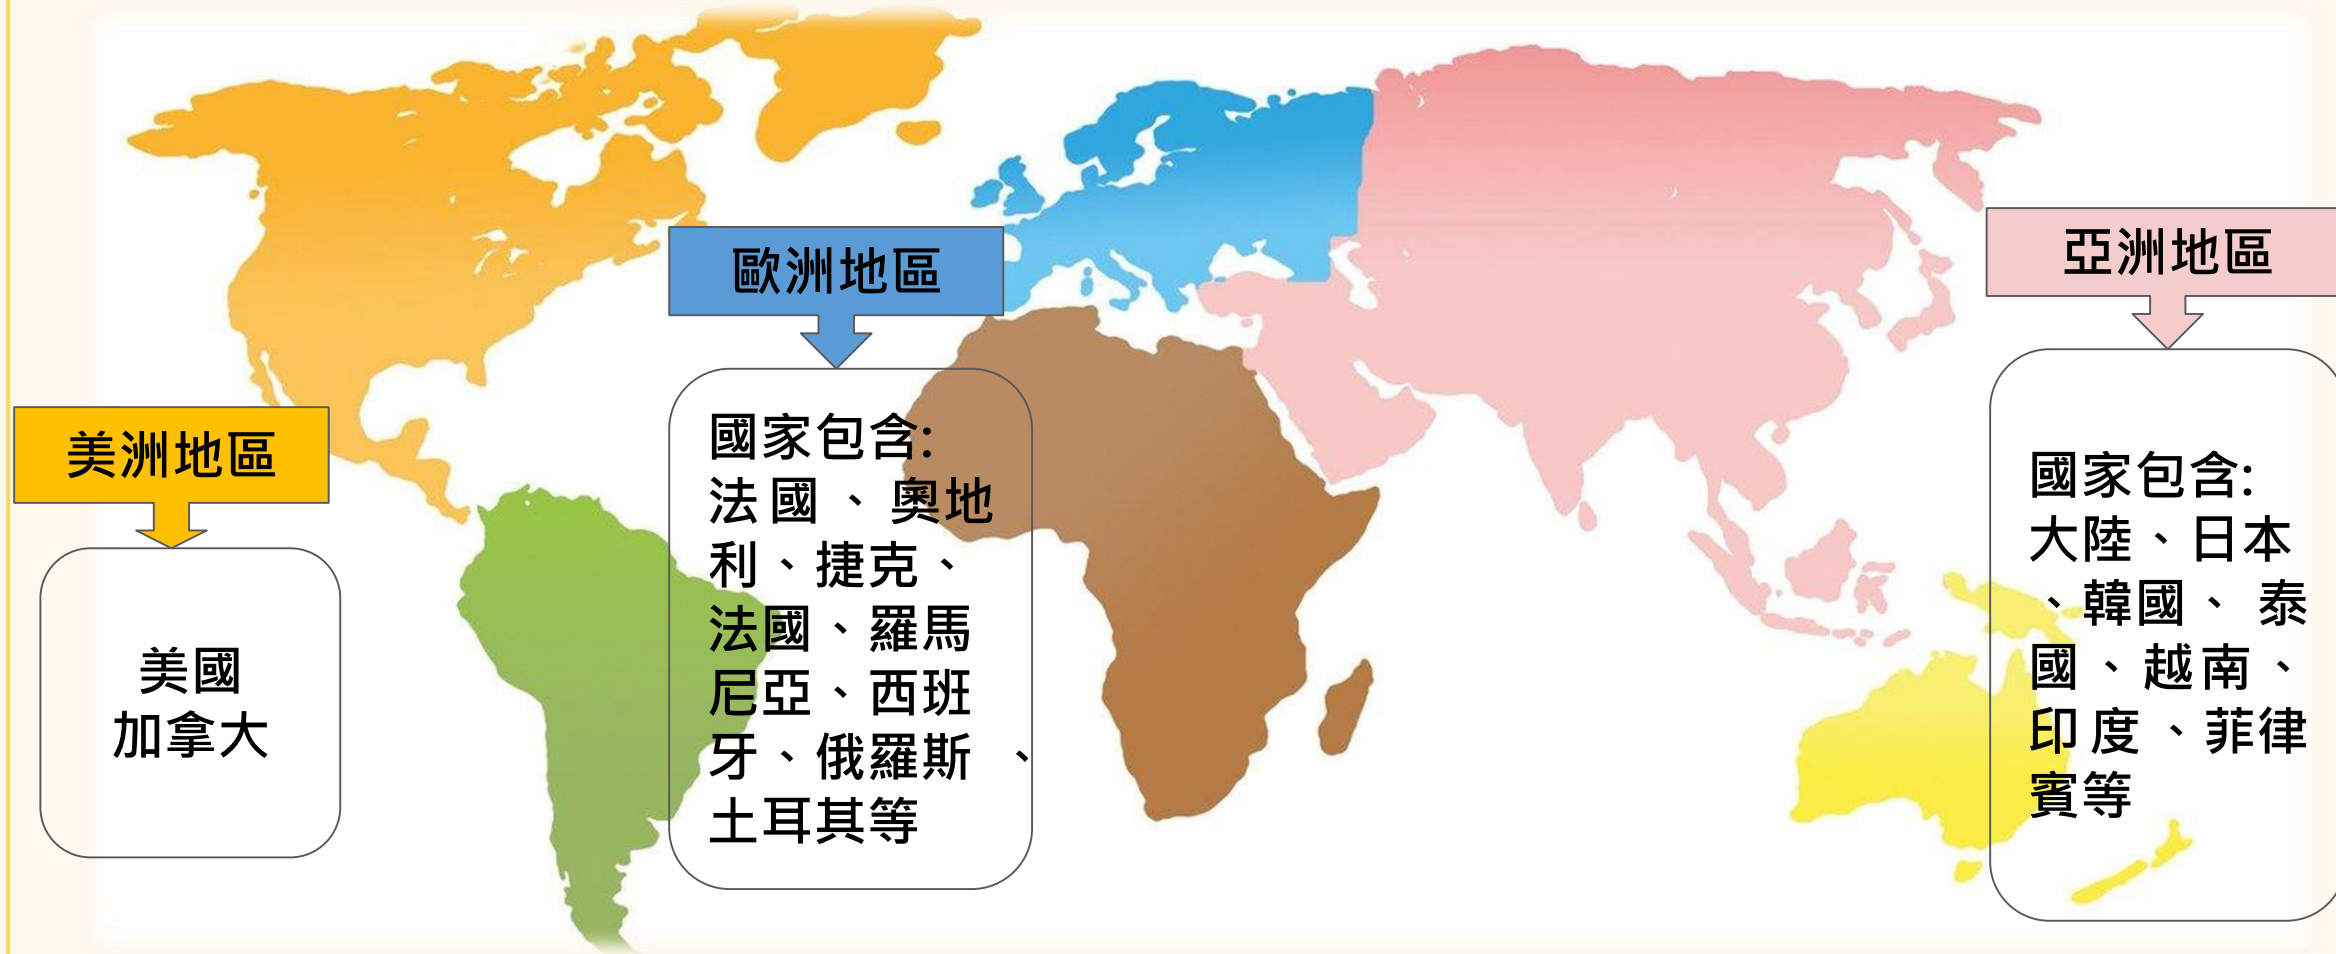 歐洲地區
亞洲地區
美洲地區
國家包含:
法國、奧地
利、捷克、
法國、羅馬
尼亞、西班
牙、俄羅斯、
土耳其等
國家包含:
大陸、日本
、韓國、泰
國、越南、
印度、菲律
賓等
美國
加拿大